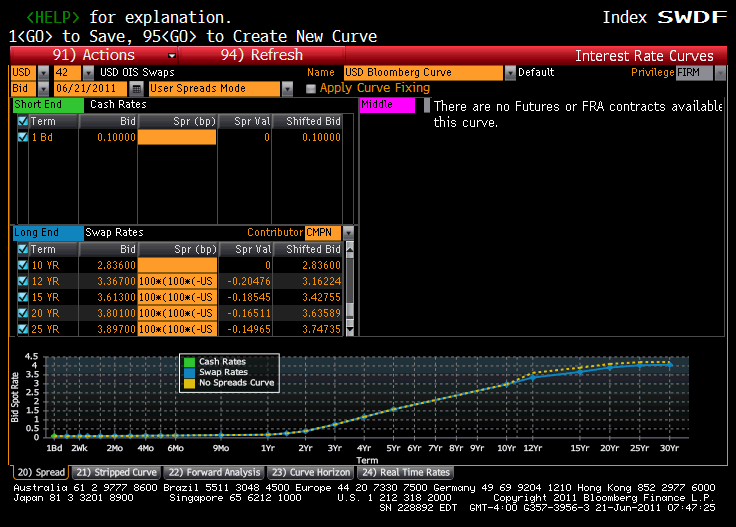 <HELP> for explanation. Index SWDF
1<GO> to Save, 95<GO> to Create New Curve
91) Actions 94) Refresh Interest Rate Curves
USD 42 USD OIS Swaps Name USD Bloomberg Curve Default Privilege FIRM
Bid 06/21/2011 User Spreads Mode Apply Curve Fixing
Short End Cash Rates
Term Bid Spr (bp) Spr Val Shifted Bid
1 Bd 0.10000 0 0.10000
Middle There are no Futures or FRA contracts available
this curve.
Long End Swap Rates Contributor CMPN
Term Bid Spr (bp) Spr Val Shifted Bid
10 YR 2.83600 0 2.83600
12 YR 3.36700 100*(100*(-US -0.20476 3.16224
15 YR 3.61300 100*(100*(-US -0.18545 3.42755
20 YR 3.80100 100*(100*(-US -0.16511 3.63589
25 YR 3.89700 100*(100*(-US -0.14965 3.74735
Cash Rates
Swap Rates
No Spreads Curve
Bid Spot Rate
4.5
4
3.5
3
2.5
2
1.5
1
0.5
0
1Bd 2Wk 2Mo 4Mo 6Mo 9Mo 1Yr 2Yr 3Yr 4Yr 5Yr 6Yr 7Yr 8Yr 9Yr 10Yr 12Yr 15Yr 20Yr 25Yr 30Yr
Term
20) Spread 21) Stripped Curve 22) Forward Analysis 23) Curve Horizon 24) Real Time Rates
Australia 61 2 9777 8600 Brazil 5511 3048 4500 Europe 44 20 7330 7500 Germany 49 69 9204 1210 Hong Kong 852 2977 6000
Japan 81 3 3201 8900 Singapore 65 6212 1000 U.S. 1 212 318 2000 Copyright 2011 Bloomberg Finance L.P.
SN 228892 EDT GMT-4:00 G357-3956-3 21-Jun-2011 07:47:25